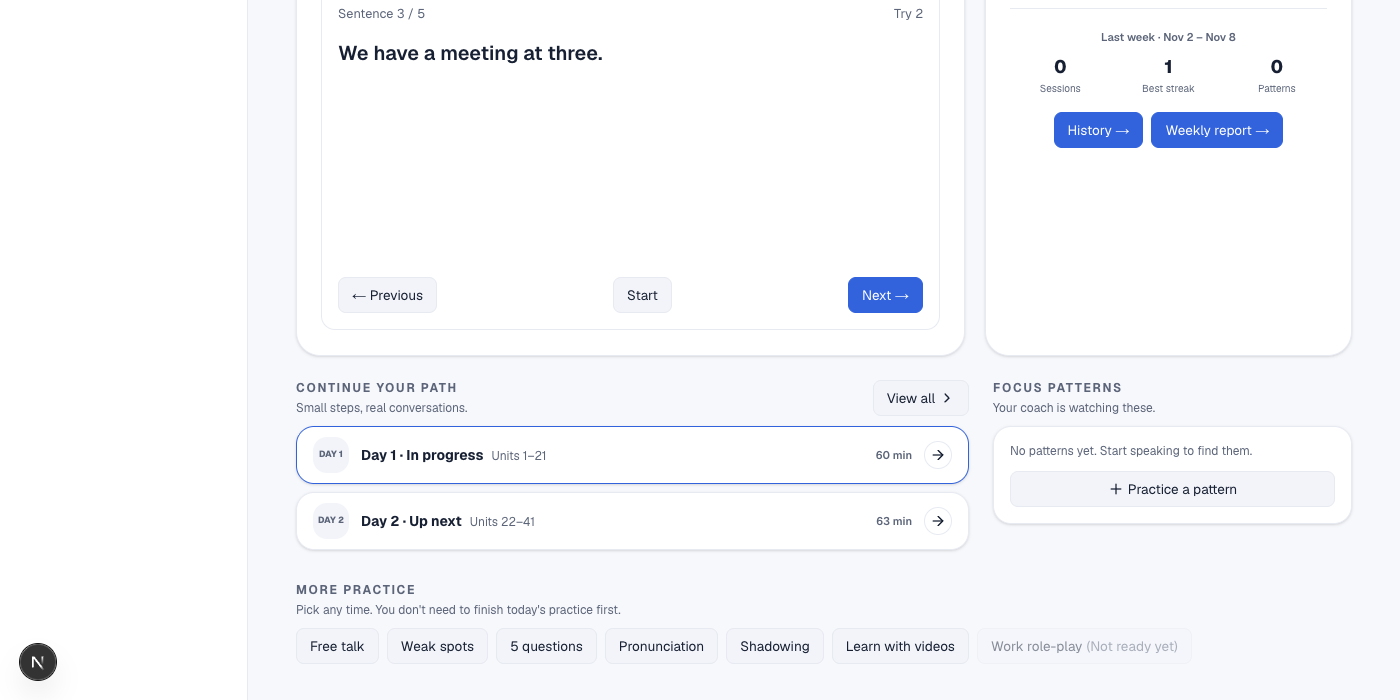 Sentence 3 / 5
Try 2
We have a meeting at three.
← Previous
Start
Next →
Last week · Nov 2 – Nov 8
0 1 0
Sessions Best streak Patterns
History →
Weekly report →
CONTINUE YOUR PATH
Small steps, real conversations.
View all
DAY 1 Day 1 · In progress Units 1–21 60 min
DAY 2 Day 2 · Up next Units 22–41 63 min
FOCUS PATTERNS
Your coach is watching these.
No patterns yet. Start speaking to find them.
+ Practice a pattern
MORE PRACTICE
Pick any time. You don't need to finish today's practice first.
Free talk
Weak spots
5 questions
Pronunciation
Shadowing
Learn with videos
Work role-play (Not ready yet)
N